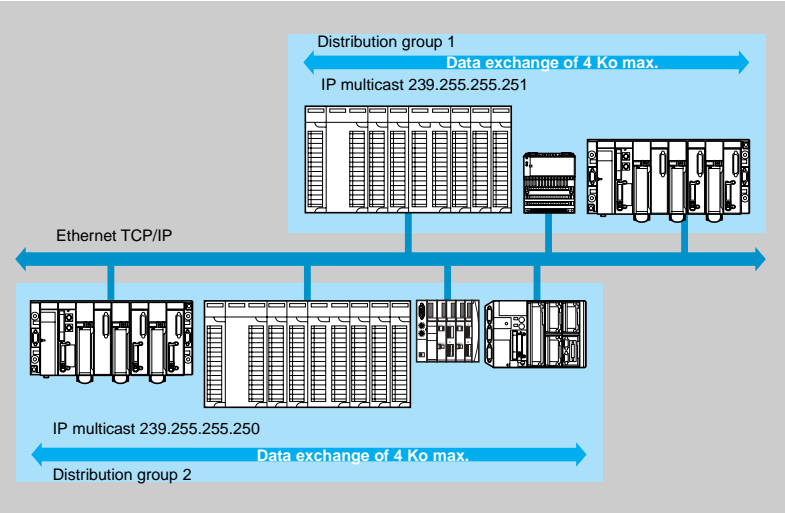 Distribution group 1
Data exchange of 4 Ko max.
IP multicast 239.255.255.251
Ethernet TCP/IP
IP multicast 239.255.255.250
Data exchange of 4 Ko max.
Distribution group 2